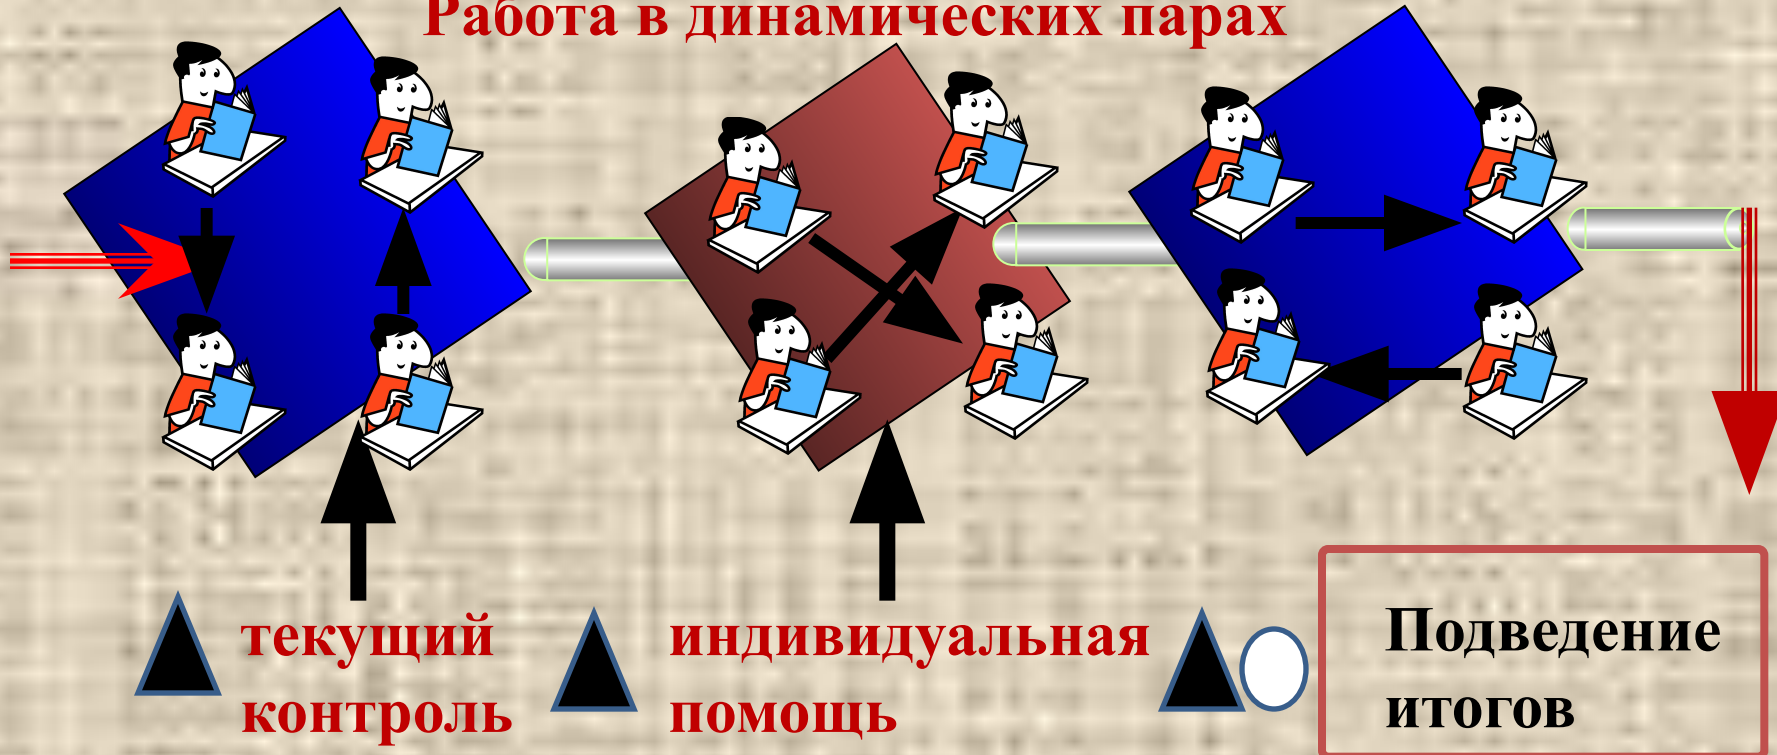 Работа в динамических парах
текущий
контроль
индивидуальная
помощь
Подведение
итогов